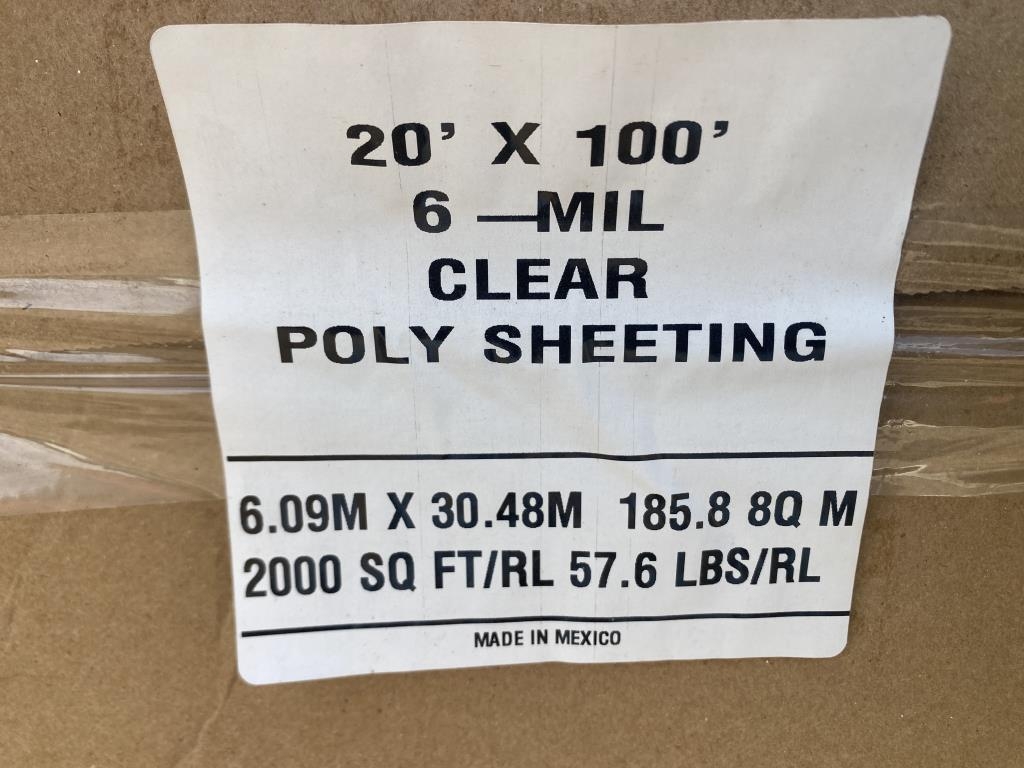 20' X 100'
6 —MIL
CLEAR
POLY SHEETING
6.09M X 30.48M 185.8 8Q M
2000 SQ FT/RL 57.6 LBS/RL
MADE IN MEXICO